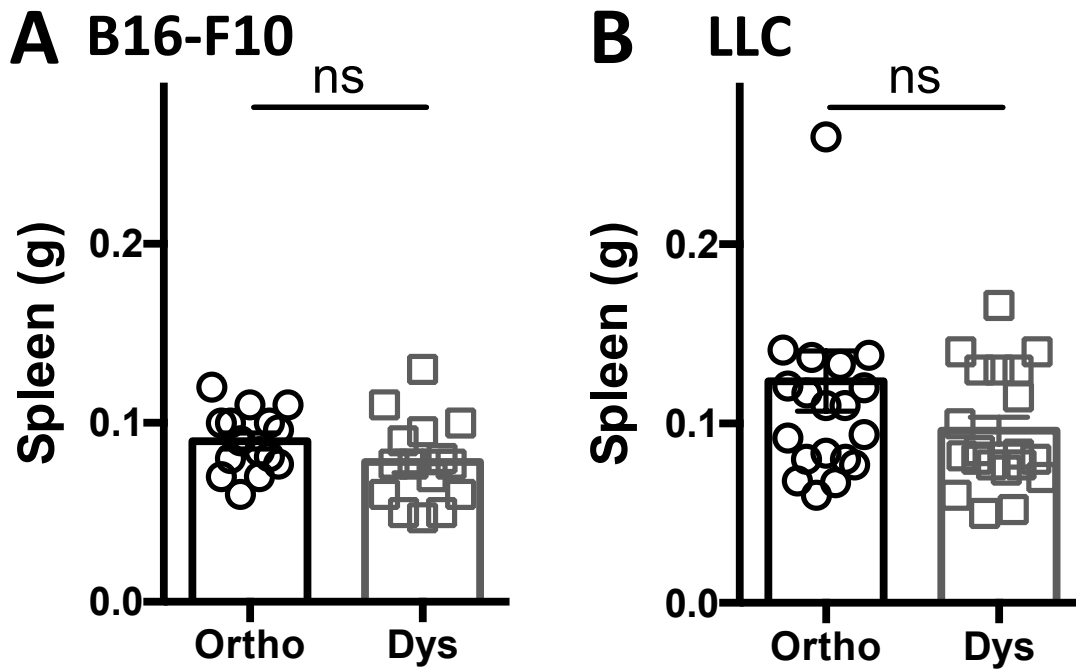 A B16-F10
ns
Spleen (g)
0.2
0.1
0.0
Ortho Dys
B LLC
ns
Spleen (g)
0.2
0.1
0.0
Ortho Dys